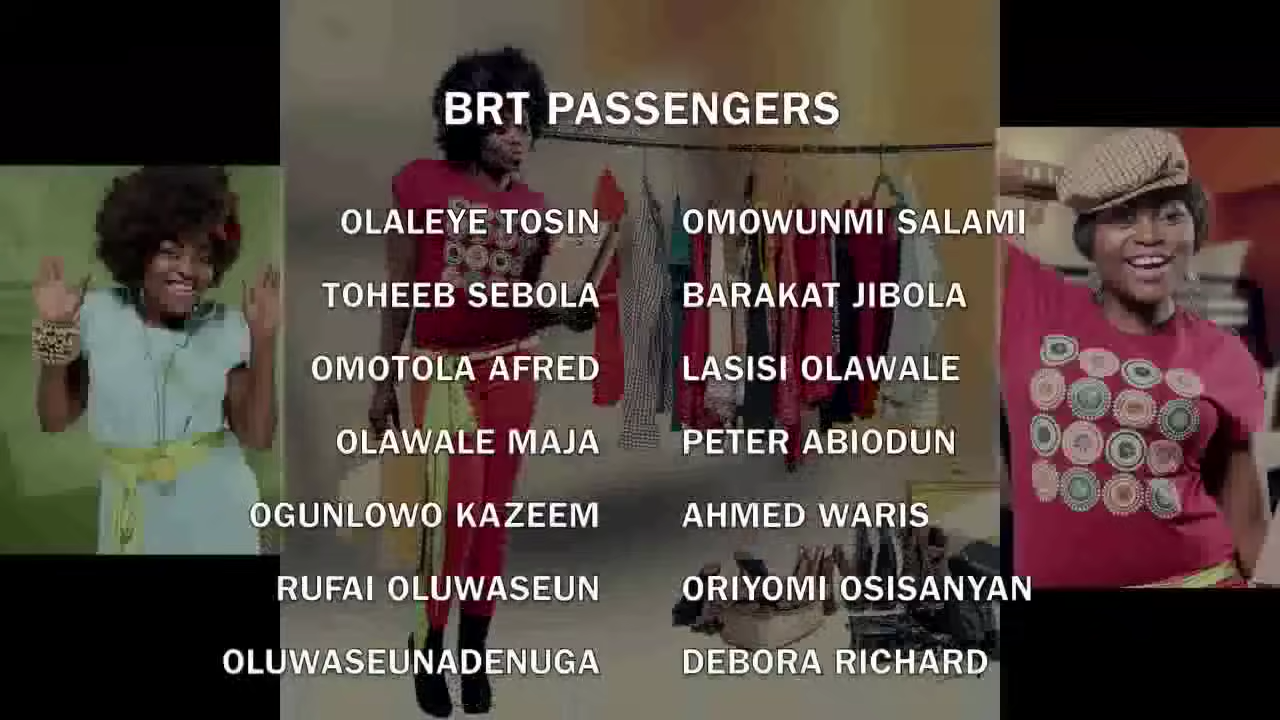 BRT PASSENGERS
OLALEYE TOSIN OMOWUNMI SALAMI
TOHEEB SEBOLA BARAKAT JIBOLA
OMOTOLA AFRED LASISI OLAWALE
OLAWALE MAJA PETER ABIODUN
OGUNLOWO KAZEEM AHMED WARIS
RUFAI OLUWASEUN ORIYOMI OSISANYAN
OLUWASEUNADENUGA DEBORA RICHARD